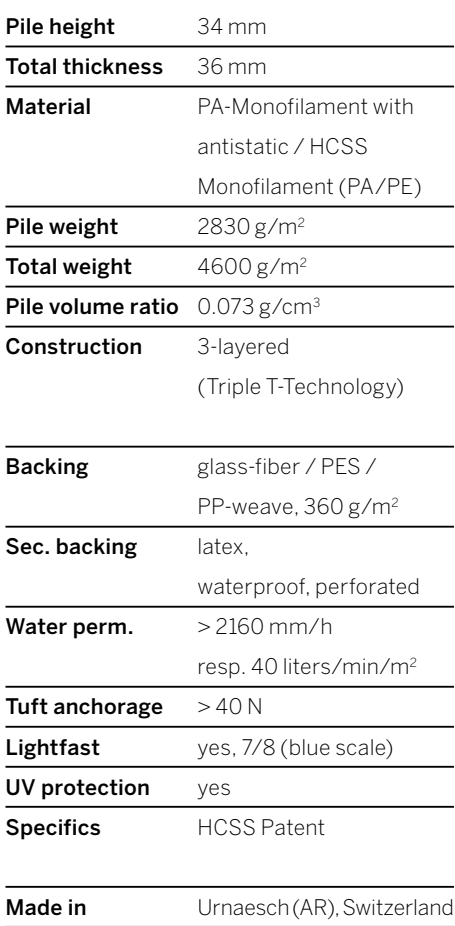 Pile height 34 mm
Total thickness 36 mm
Material PA-Monofilament with
antistatic / HCSS
Monofilament (PA/PE)
Pile weight 2830 g/m²
Total weight 4600 g/m²
Pile volume ratio 0.073 g/cm³
Construction 3-layered
(Triple T-Technology)
Backing glass-fiber / PES /
PP-weave, 360 g/m²
Sec. backing latex,
waterproof, perforated
Water perm. > 2160 mm/h
resp. 40 liters/min/m²
Tuft anchorage > 40 N
Lightfast yes, 7/8 (blue scale)
UV protection yes
Specifics HCSS Patent
Made in Urnaesch (AR), Switzerland